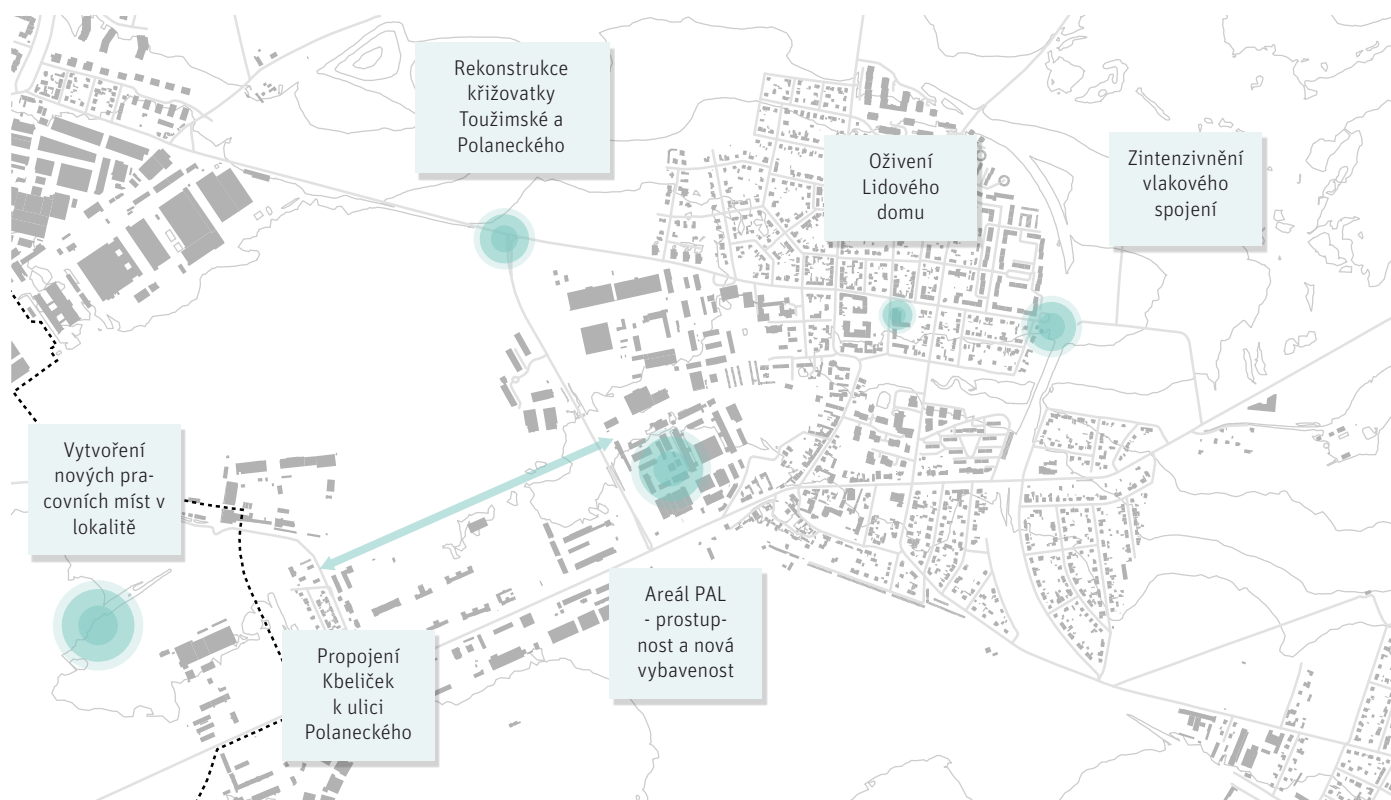 Rekonstrukce
křižovatky
Toužimské a
Polaneckého
Oživení
Lidového
domu
Zintenzivnění
vlakového
spojení
Vytvoření
nových pra-
covních míst v
lokalitě
Areál PAL
- prostup-
nost a nová
vybavenost
Propojení
Kbeliček
k ulici
Polaneckého